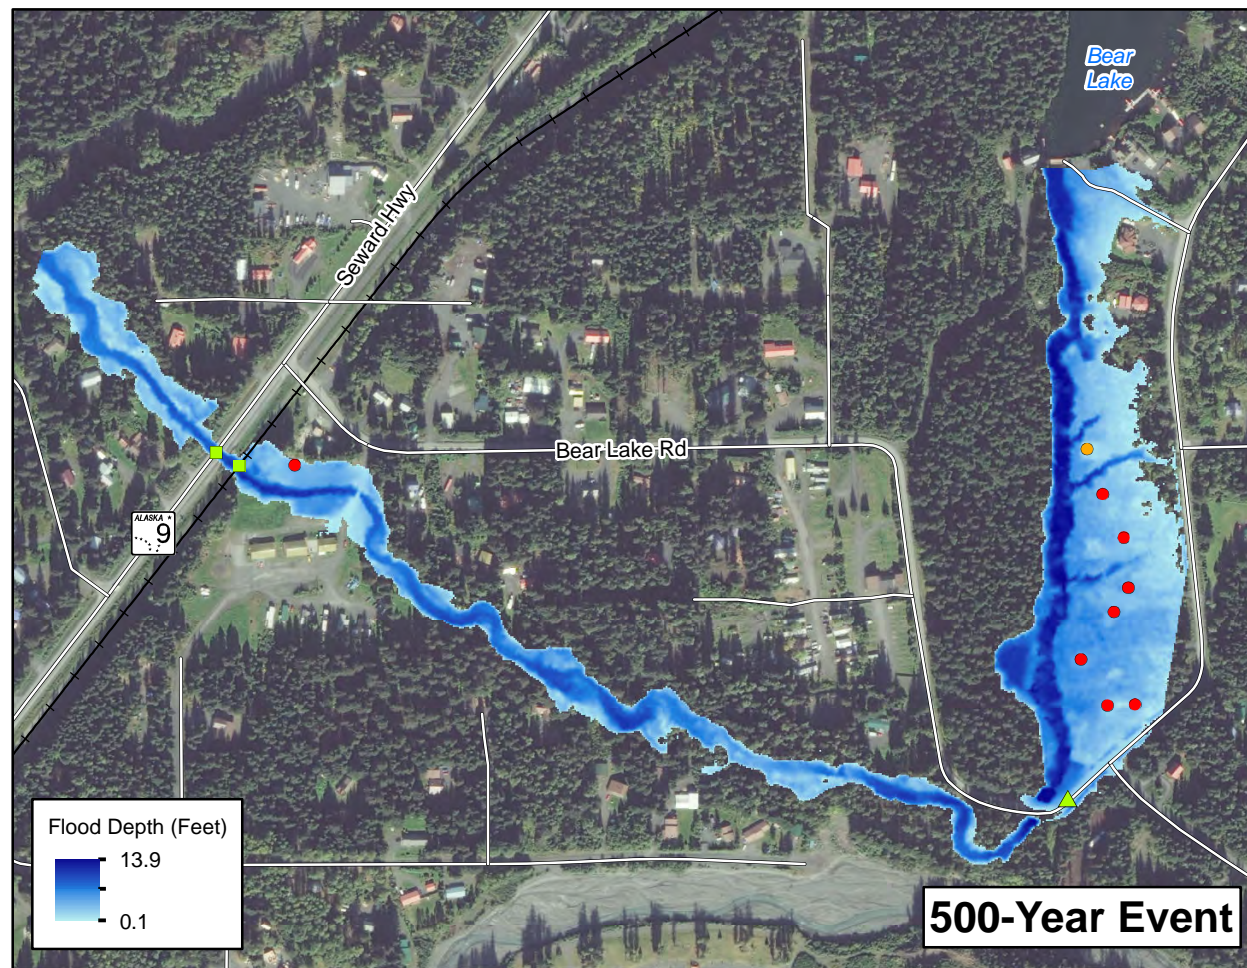 Bear
Lake
Seward Hwy
Bear Lake Rd
ALASKA
9
Flood Depth (Feet)
13.9
0.1
500-Year Event